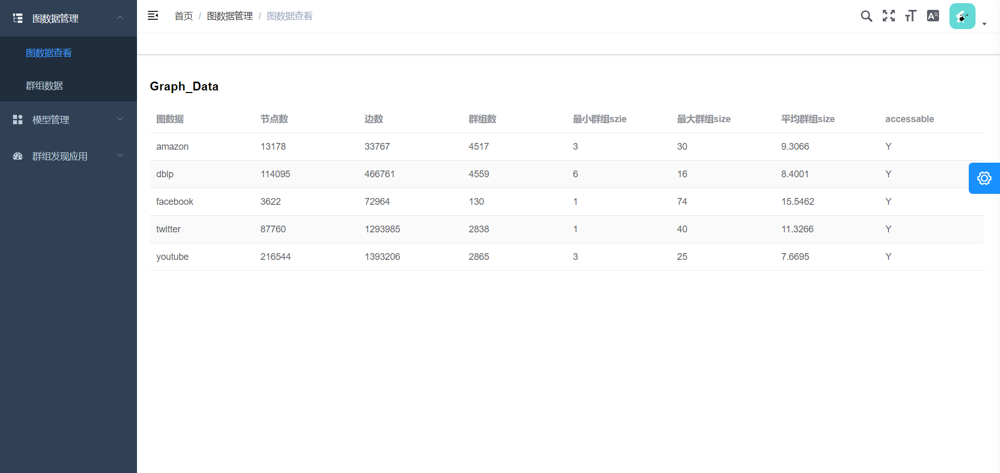 图数据管理
图数据查看
群组数据
模型管理
群组发现应用
首页 / 图数据管理 / 图数据查看
Graph_Data
图数据 节点数 边数 群组数 最小群组szie 最大群组size 平均群组size accessable
amazon 13178 33767 4517 3 30 9.3066 Y
dblp 114095 466761 4559 6 16 8.4001 Y
facebook 3622 72964 130 1 74 15.5462 Y
twitter 87760 1293985 2838 1 40 11.3266 Y
youtube 216544 1393206 2865 3 25 7.6695 Y